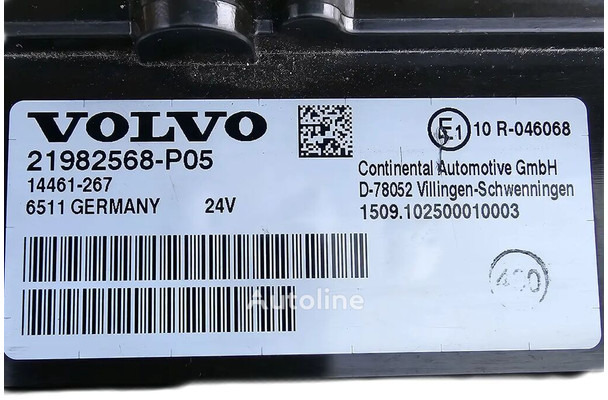 VOLVO
21982568-P05
14461-267
6511 GERMANY 24V
E1 10 R-046068
Continental Automotive GmbH
D-78052 Villingen-Schwenningen
1509.102500010003
Autoline